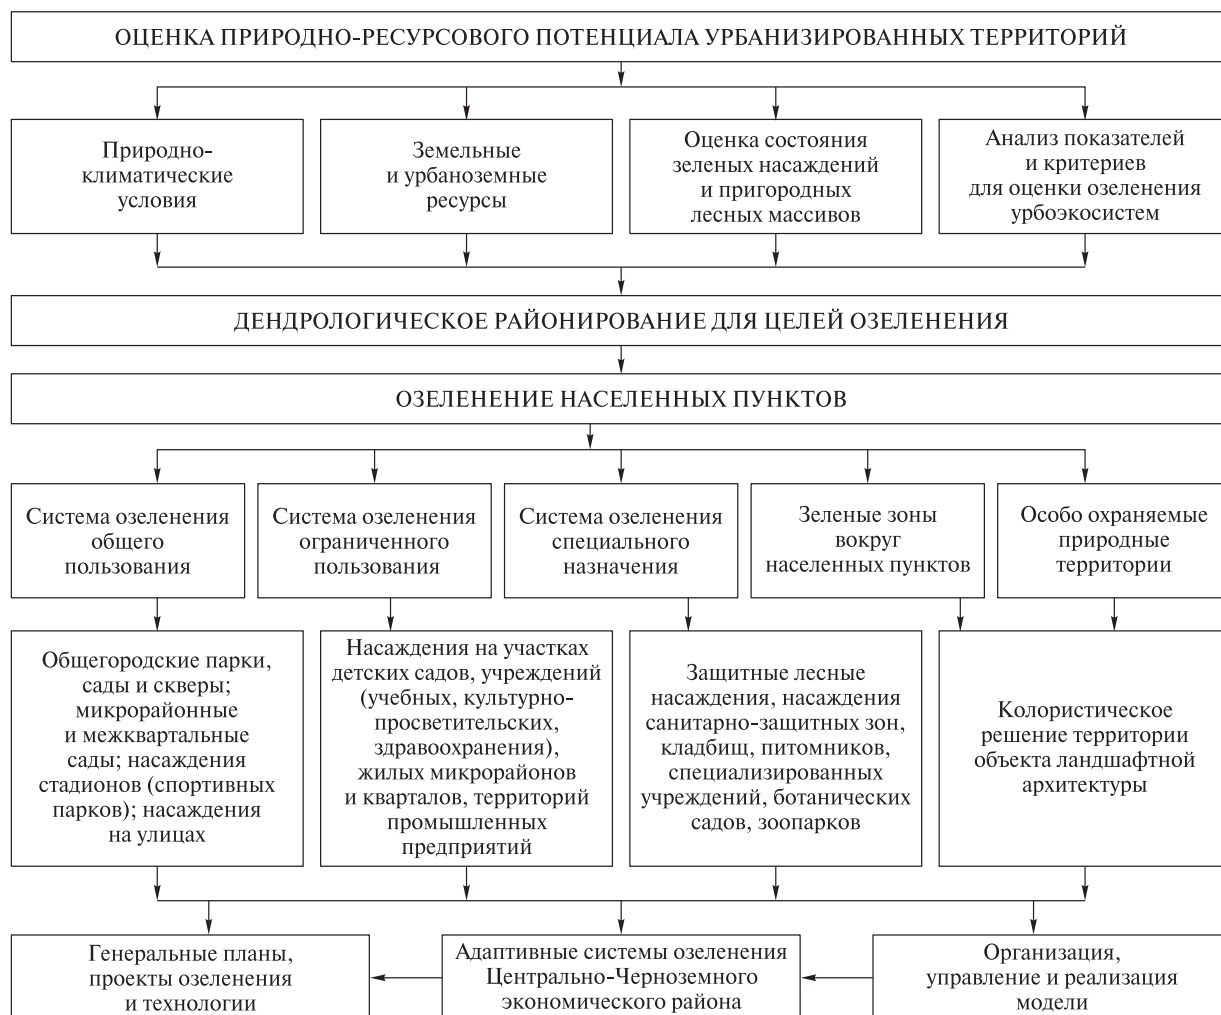 ОЦЕНКА ПРИРОДНО-РЕСУРСОВОГО ПОТЕНЦИАЛА УРБАНИЗИРОВАННЫХ ТЕРРИТОРИЙ
Природно-
климатические
условия
Земельные
и урбаноземные
ресурсы
Оценка состояния
зеленых насаждений
и пригородных
лесных массивов
Анализ показателей
и критериев
для оценки озеленения
урбоэкосистем
ДЕНДРОЛОГИЧЕСКОЕ РАЙОНИРОВАНИЕ ДЛЯ ЦЕЛЕЙ ОЗЕЛЕНЕНИЯ
ОЗЕЛЕНЕНИЕ НАСЕЛЕННЫХ ПУНКТОВ
Система озеленения
общего
пользования
Система озеленения
ограниченного
пользования
Система озеленения
специального
назначения
Зеленые зоны
вокруг
населенных пунктов
Особо охраняемые
природные
территории
Общегородские парки,
сады и скверы;
микрорайонные
и межквартальные
сады; насаждения
стадионов (спортивных
парков); насаждения
на улицах
Насаждения на участках
детских садов, учреждений
(учебных, культурно-
просветительских,
здравоохранения),
жилых микрорайонов
и кварталов, территорий
промышленных
предприятий
Защитные лесные
насаждения, насаждения
санитарно-защитных зон,
кладбищ, питомников,
специализированных
учреждений, ботанических
садов, зоопарков
Колористическое
решение территории
объекта ландшафтной
архитектуры
Генеральные планы,
проекты озеленения
и технологии
Адаптивные системы озеленения
Центрально-Черноземного
экономического района
Организация,
управление и реализация
модели